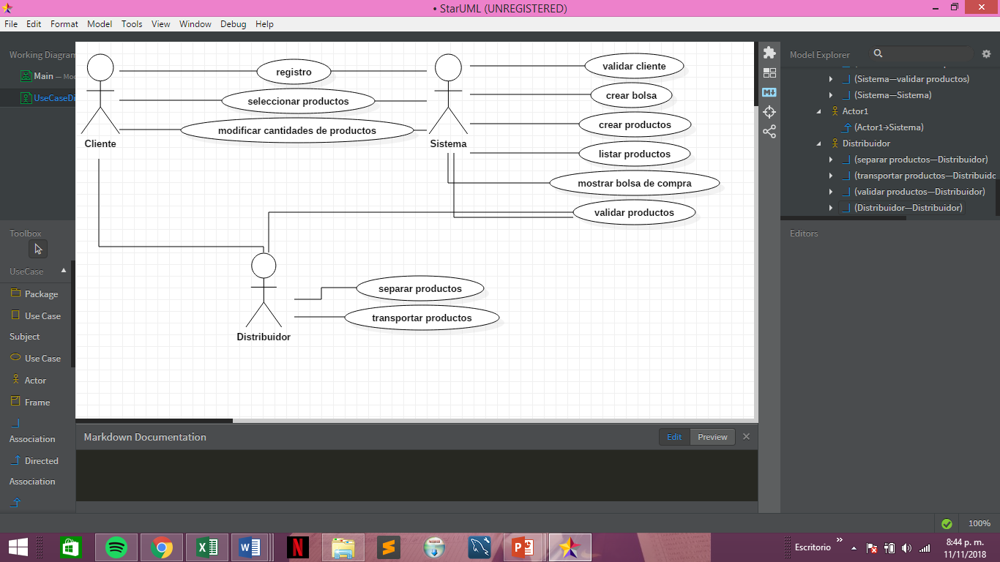 • StarUML (UNREGISTERED)
File Edit Format Model Tools View Window Debug Help
Working Diagram
Main — Mod
UseCaseDi
Toolbox
UseCase
Package
Use Case
Subject
Use Case
Actor
Frame
Association
Directed
Association
registro
seleccionar productos
modificar cantidades de productos
Cliente
Sistema
validar cliente
crear bolsa
crear productos
listar productos
mostrar bolsa de compra
validar productos
separar productos
transportar productos
Distribuidor
Markdown Documentation
Edit Preview
Model Explorer
(Sistema—validar productos)
(Sistema—Sistema)
Actor1
(Actor1→Sistema)
Distribuidor
(separar productos—Distribuidor)
(transportar productos—Distribuido
(validar productos—Distribuidor)
(Distribuidor—Distribuidor)
Editors
100%
Escritorio
8:44 p. m.
11/11/2018